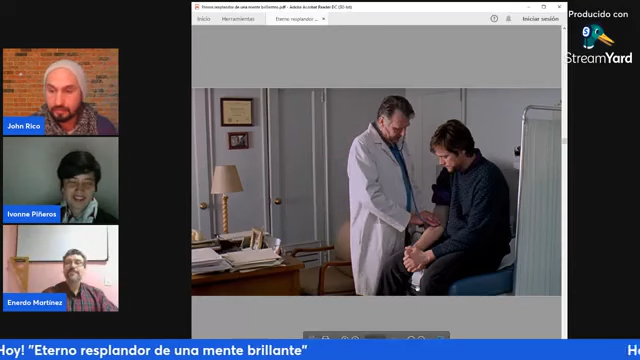 Eterno resplandor de una mente brillante.pdf - Adobe Acrobat Reader DC (32-bit)
Inicio Herramientas Eterno resplandor ... × Iniciar sesión
Producido con
StreamYard
John Rico
Ivonne Piñeros
Enerdo Martínez
Hoy! "Eterno resplandor de una mente brillante"
Ho